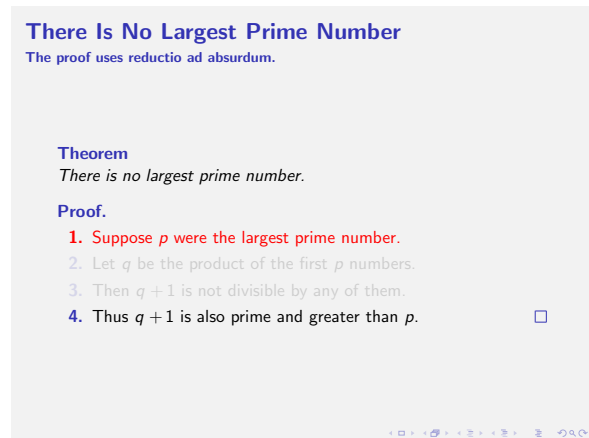 There Is No Largest Prime Number
The proof uses reductio ad absurdum.
Theorem
There is no largest prime number.
Proof.
1. Suppose p were the largest prime number.
2. Let q be the product of the first p numbers.
3. Then q + 1 is not divisible by any of them.
4. Thus q + 1 is also prime and greater than p.